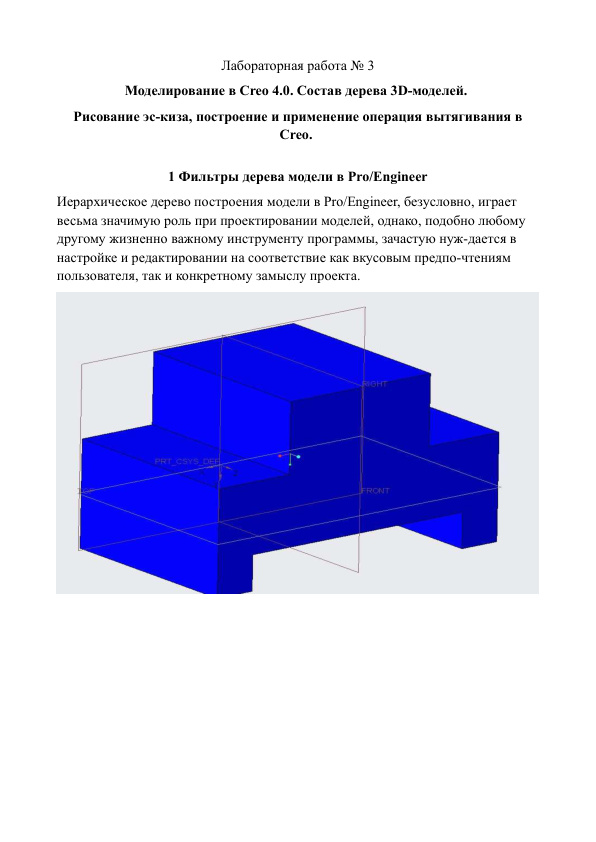 Лабораторная работа № 3
Моделирование в Creo 4.0. Состав дерева 3D-моделей.
Рисование эс-киза, построение и применение операция вытягивания в
Creo.
1 Фильтры дерева модели в Pro/Engineer
Иерархическое дерево построения модели в Pro/Engineer, безусловно, играет
весьма значимую роль при проектировании моделей, однако, подобно любому
другому жизненно важному инструменту программы, зачастую нуж-дается в
настройке и редактировании на соответствие как вкусовым предпо-чтениям
пользователя, так и конкретному замыслу проекта.
RIGHT
PRT_CSYS_DEF
TOP
FRONT